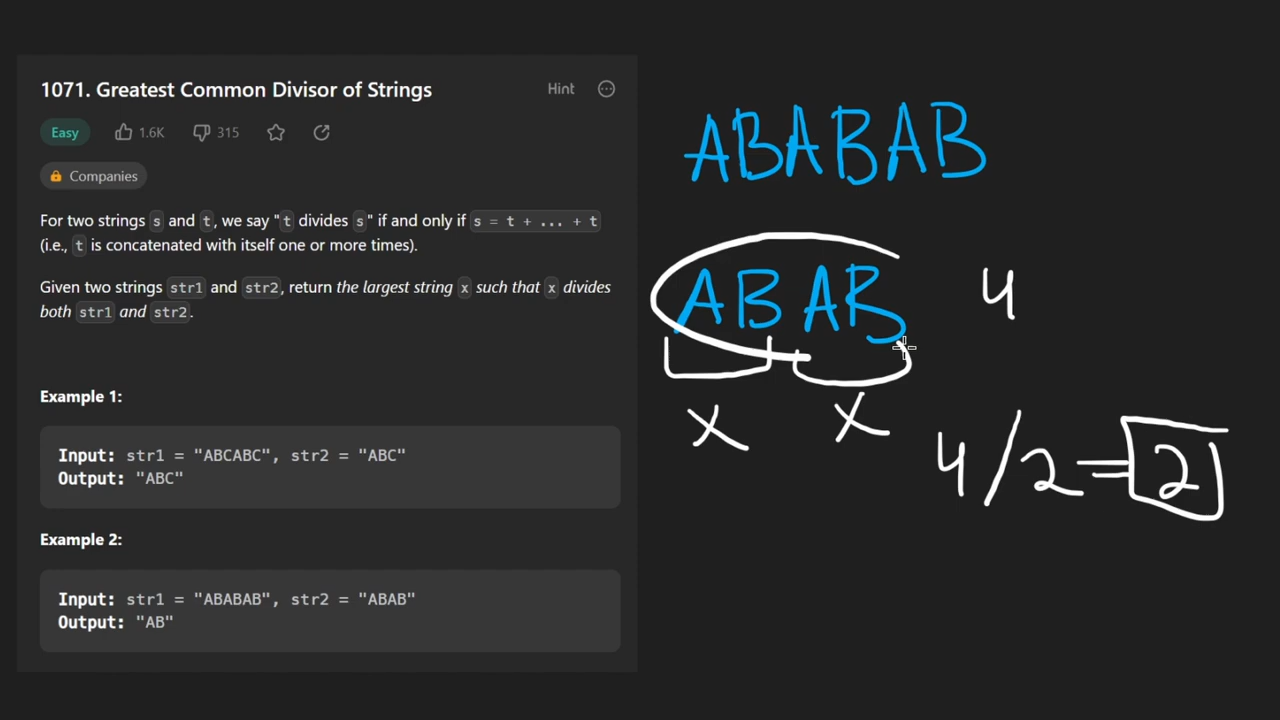 1071. Greatest Common Divisor of Strings
Hint
Easy
1.6K
315
Companies
For two strings s and t, we say "t divides s" if and only if s = t + ... + t
(i.e., t is concatenated with itself one or more times).
Given two strings str1 and str2, return the largest string x such that x divides
both str1 and str2.
Example 1:
Input: str1 = "ABCABC", str2 = "ABC"
Output: "ABC"
Example 2:
Input: str1 = "ABABAB", str2 = "ABAB"
Output: "AB"
ABABAB
ABAB
4
X X
4/2=2